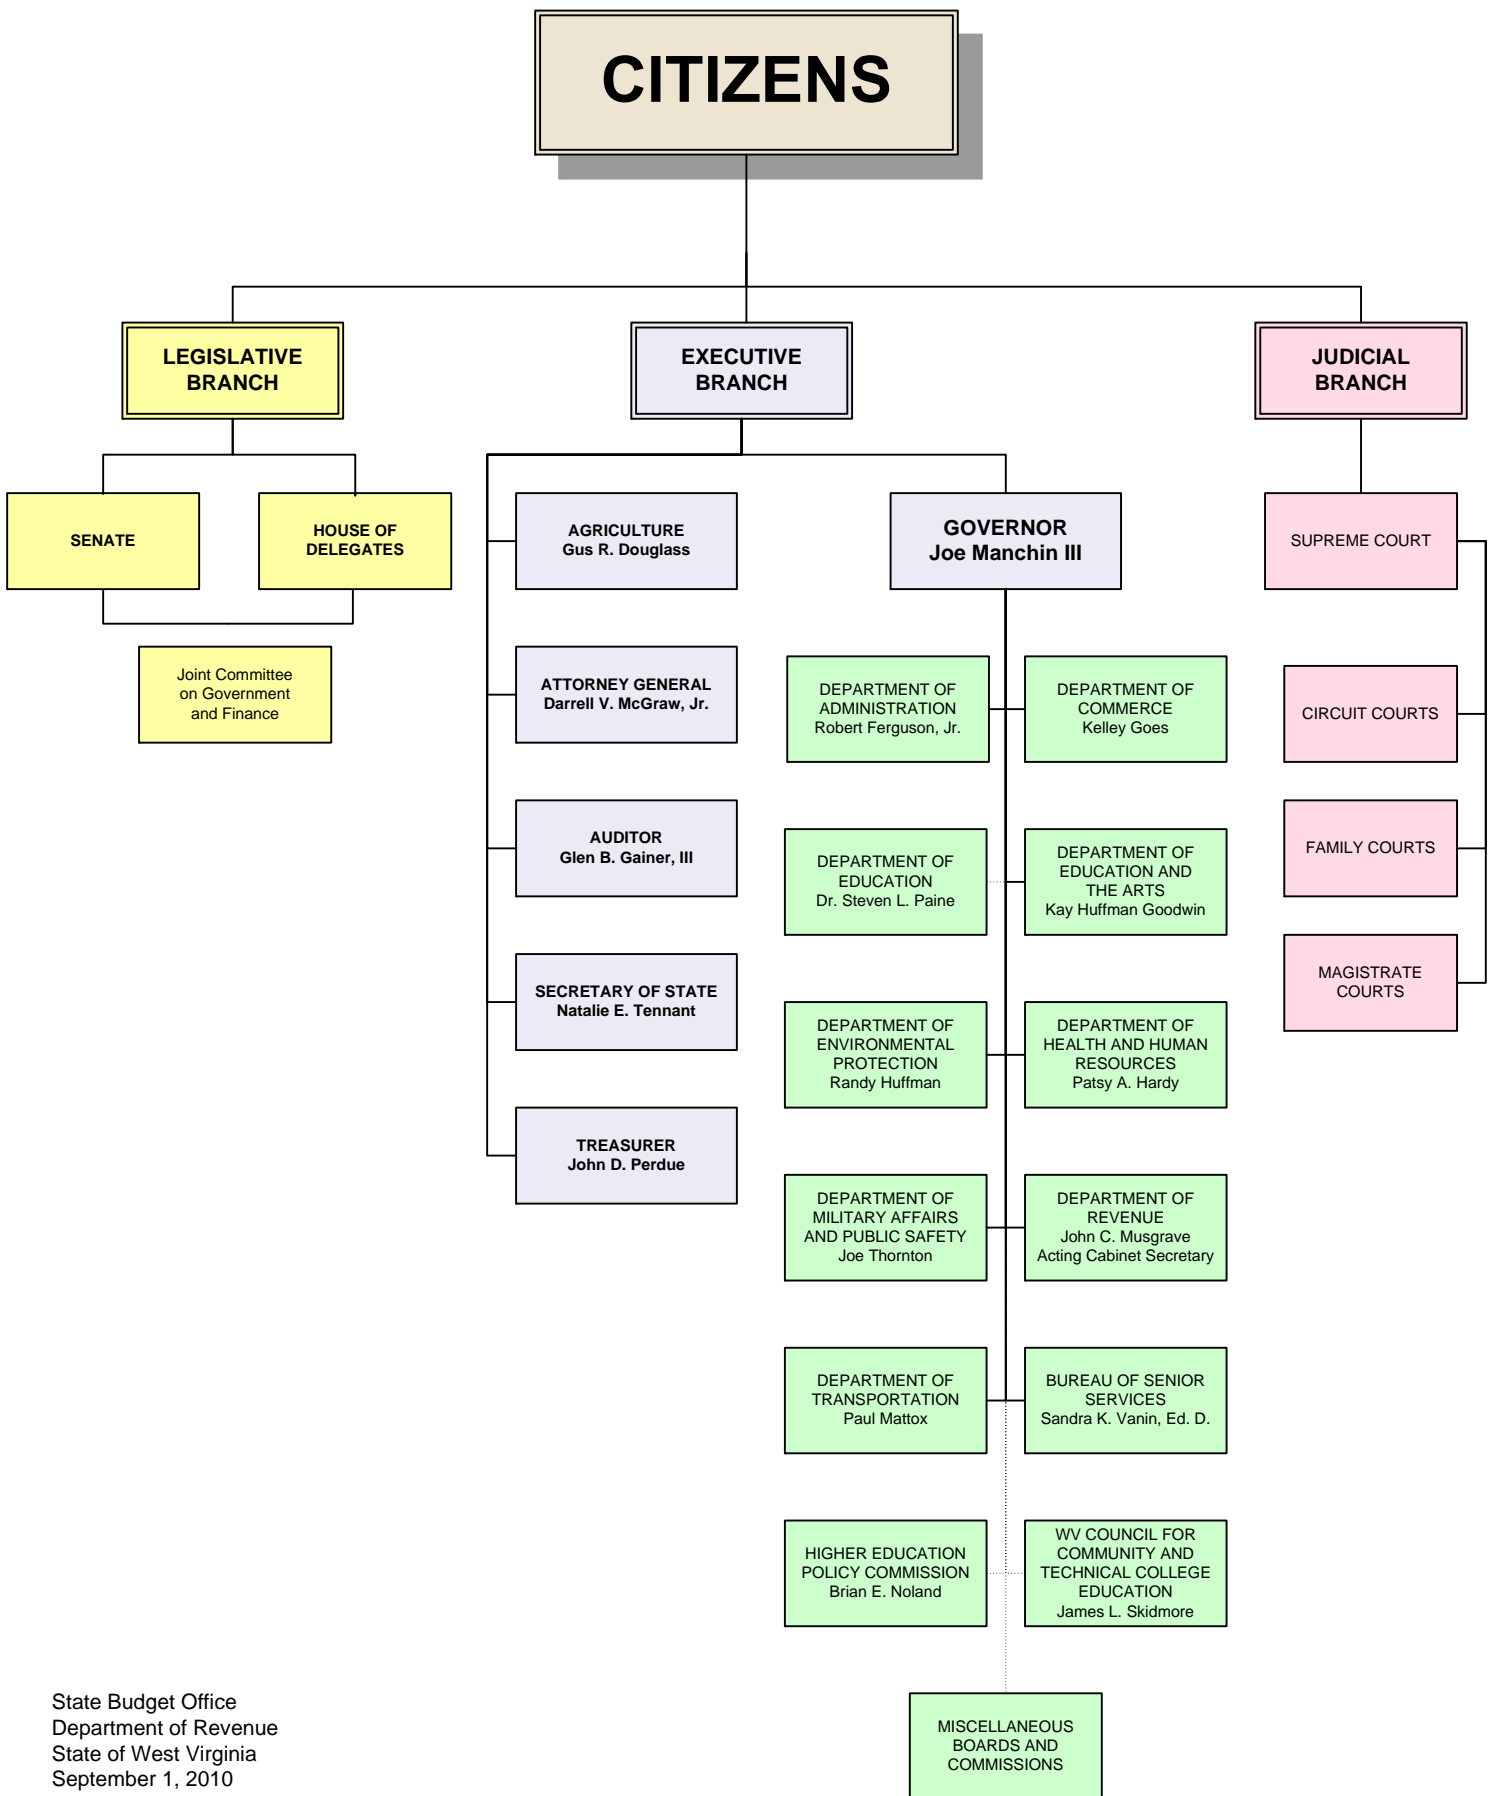 CITIZENS
LEGISLATIVE
BRANCH
EXECUTIVE
BRANCH
JUDICIAL
BRANCH
SENATE
HOUSE OF
DELEGATES
Joint Committee
on Government
and Finance
AGRICULTURE
Gus R. Douglass
ATTORNEY GENERAL
Darrell V. McGraw, Jr.
AUDITOR
Glen B. Gainer, III
SECRETARY OF STATE
Natalie E. Tennant
TREASURER
John D. Perdue
GOVERNOR
Joe Manchin III
DEPARTMENT OF
ADMINISTRATION
Robert Ferguson, Jr.
DEPARTMENT OF
COMMERCE
Kelley Goes
DEPARTMENT OF
EDUCATION
Dr. Steven L. Paine
DEPARTMENT OF
EDUCATION AND
THE ARTS
Kay Huffman Goodwin
DEPARTMENT OF
ENVIRONMENTAL
PROTECTION
Randy Huffman
DEPARTMENT OF
HEALTH AND HUMAN
RESOURCES
Patsy A. Hardy
DEPARTMENT OF
MILITARY AFFAIRS
AND PUBLIC SAFETY
Joe Thornton
DEPARTMENT OF
REVENUE
John C. Musgrave
Acting Cabinet Secretary
DEPARTMENT OF
TRANSPORTATION
Paul Mattox
BUREAU OF SENIOR
SERVICES
Sandra K. Vanin, Ed. D.
HIGHER EDUCATION
POLICY COMMISSION
Brian E. Noland
WV COUNCIL FOR
COMMUNITY AND
TECHNICAL COLLEGE
EDUCATION
James L. Skidmore
MISCELLANEOUS
BOARDS AND
COMMISSIONS
SUPREME COURT
CIRCUIT COURTS
FAMILY COURTS
MAGISTRATE
COURTS
State Budget Office
Department of Revenue
State of West Virginia
September 1, 2010